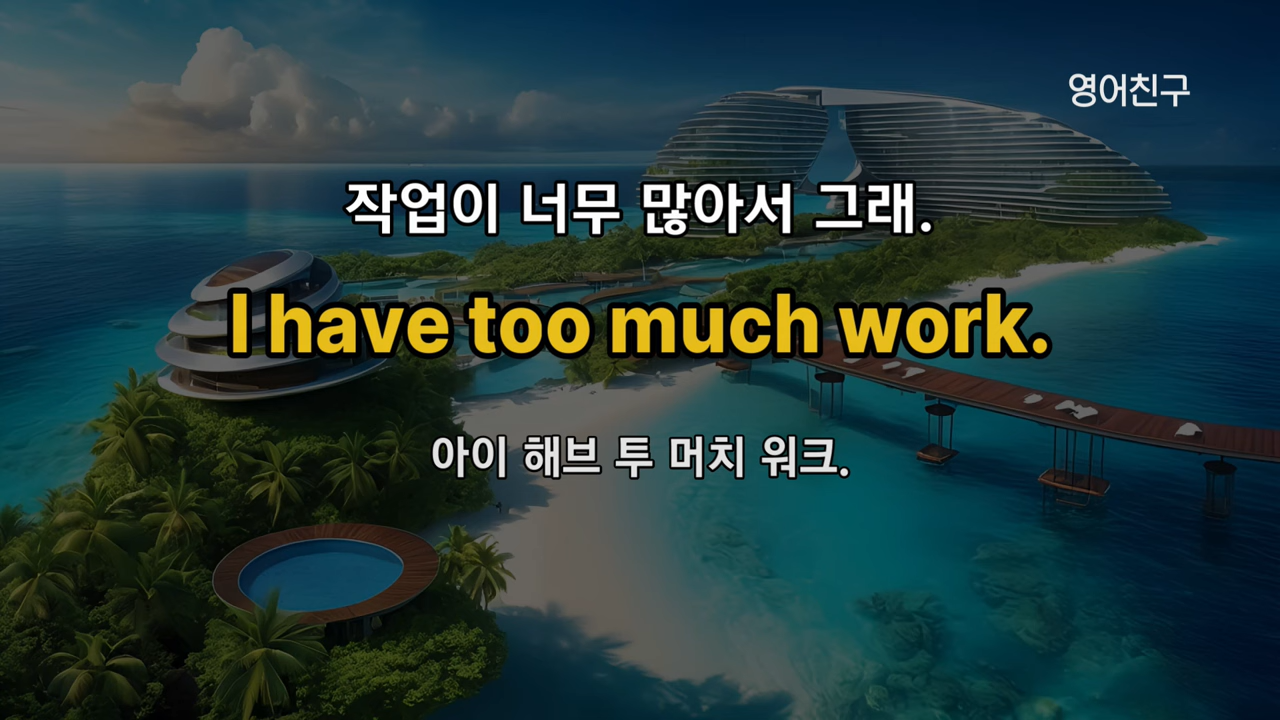 영어친구
작업이 너무 많아서 그래.
I have too much work.
아이 해브 투 머치 워크.